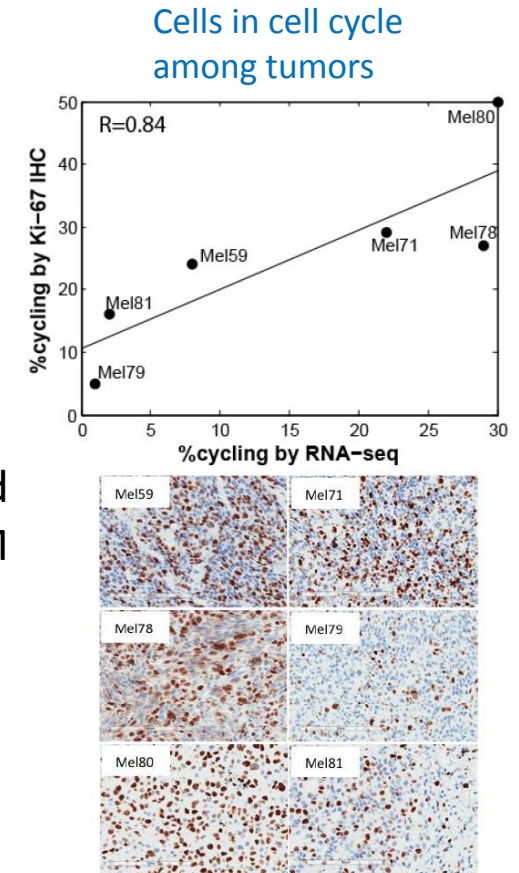 Cells in cell cycle
among tumors
50
40
30
20
10
0
%cycling by Ki-67 IHC
R=0.84
Mel80
Mel59
Mel71
Mel78
Mel81
Mel79
0 5 10 15 20 25 30
%cycling by RNA-seq
Mel59 Mel71
Mel78 Mel79
Mel80 Mel81